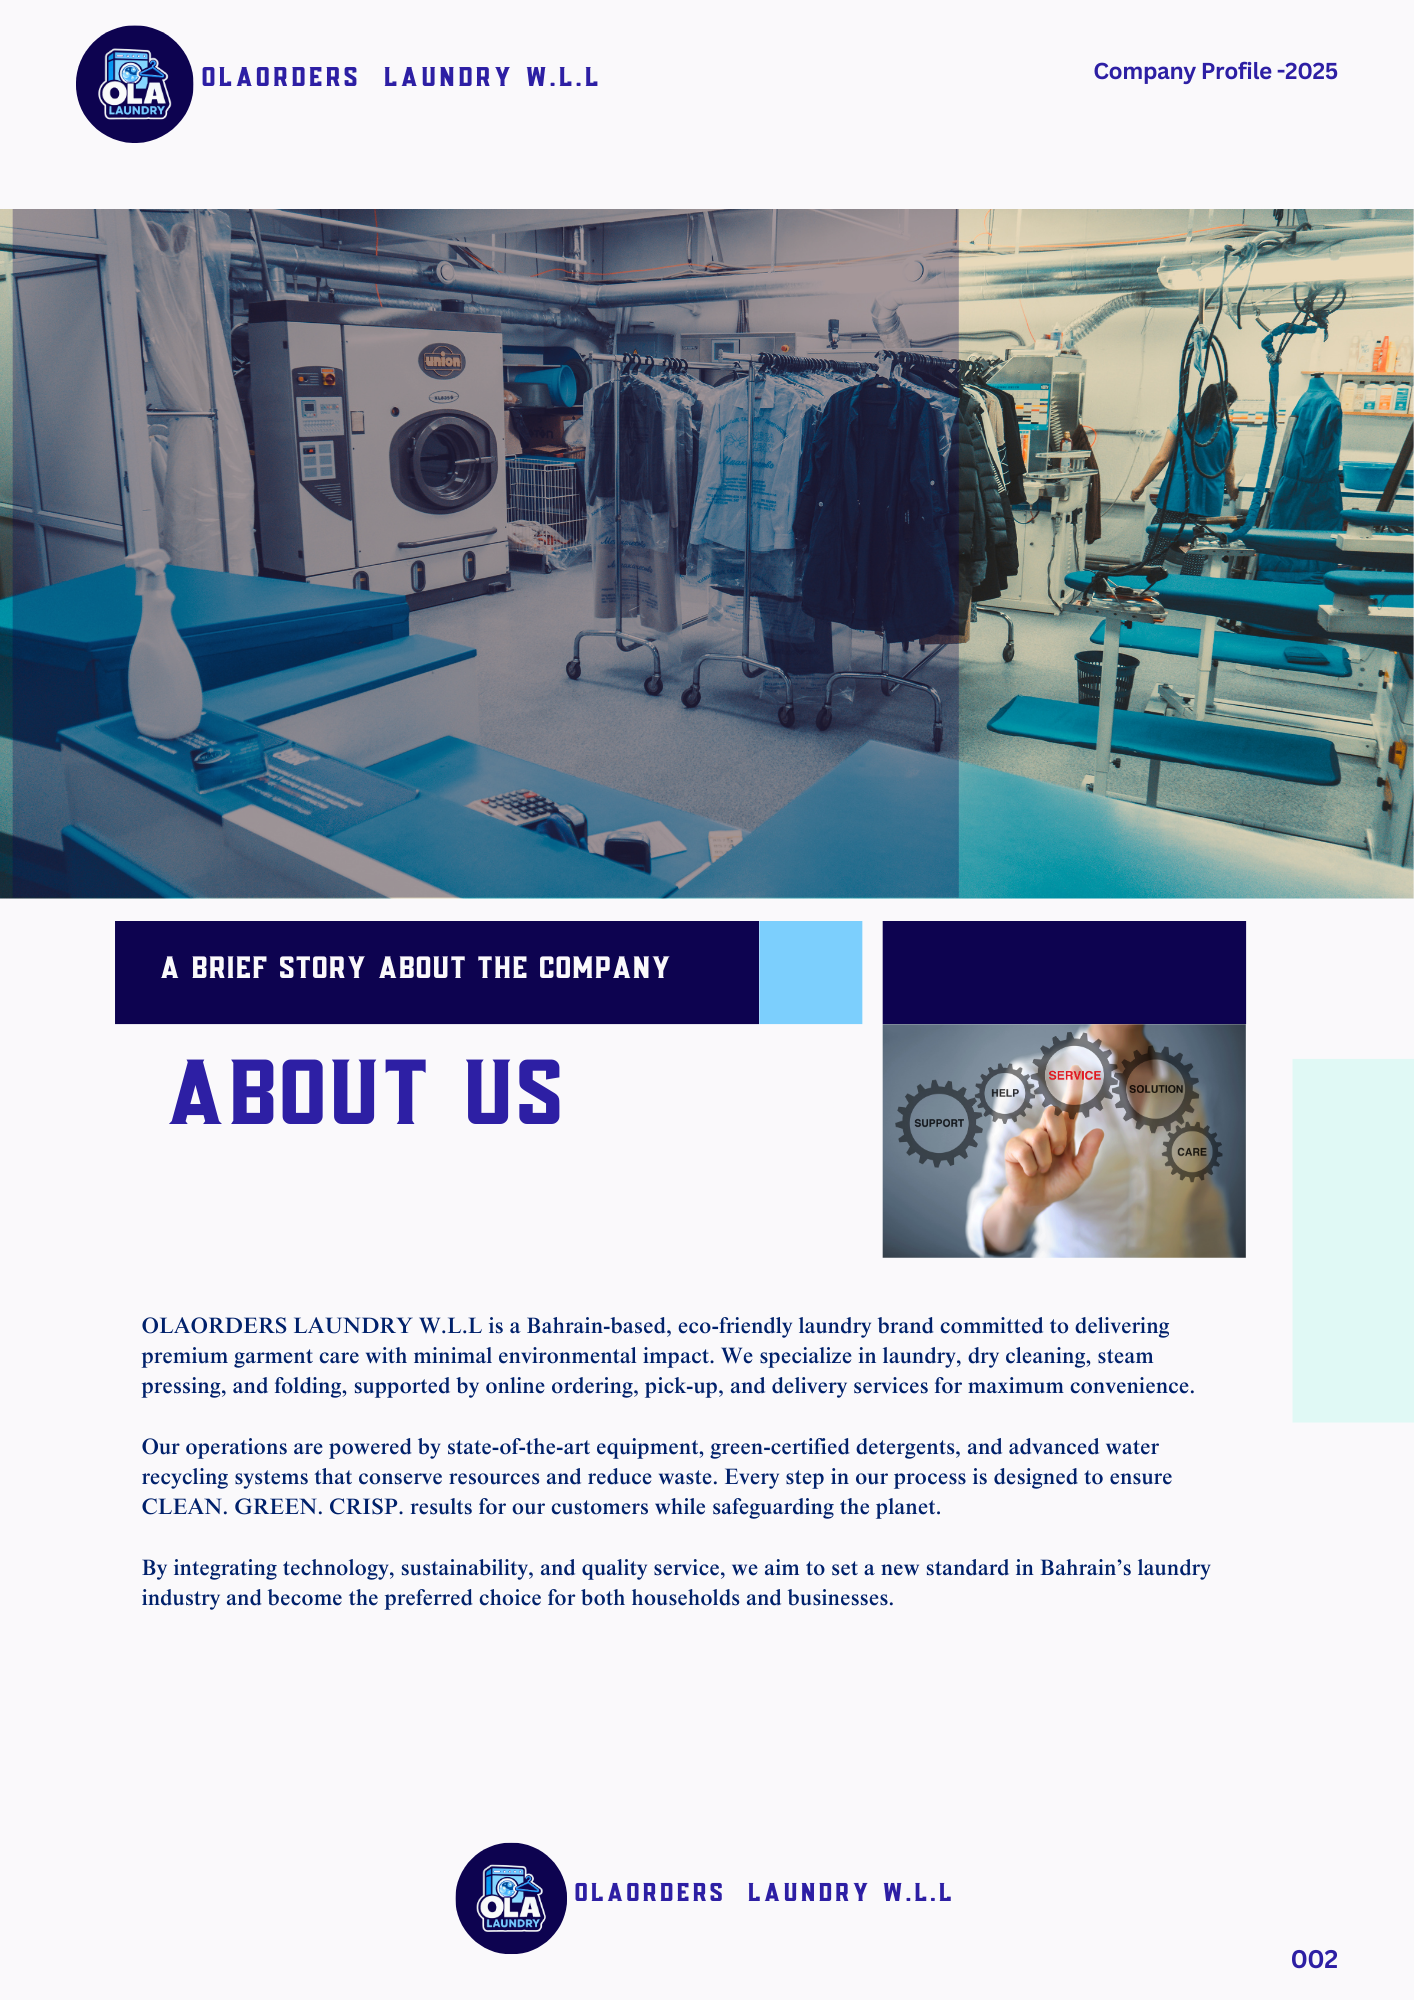 OLA
LAUNDRY
OLAORDERS LAUNDRY W.L.L
Company Profile -2025
union
A BRIEF STORY ABOUT THE COMPANY
ABOUT US
SUPPORT
HELP
SERVICE
SOLUTION
CARE
OLAORDERS LAUNDRY W.L.L is a Bahrain-based, eco-friendly laundry brand committed to delivering
premium garment care with minimal environmental impact. We specialize in laundry, dry cleaning, steam
pressing, and folding, supported by online ordering, pick-up, and delivery services for maximum convenience.
Our operations are powered by state-of-the-art equipment, green-certified detergents, and advanced water
recycling systems that conserve resources and reduce waste. Every step in our process is designed to ensure
CLEAN. GREEN. CRISP. results for our customers while safeguarding the planet.
By integrating technology, sustainability, and quality service, we aim to set a new standard in Bahrain’s laundry
industry and become the preferred choice for both households and businesses.
OLA
LAUNDRY
OLAORDERS LAUNDRY W.L.L
002